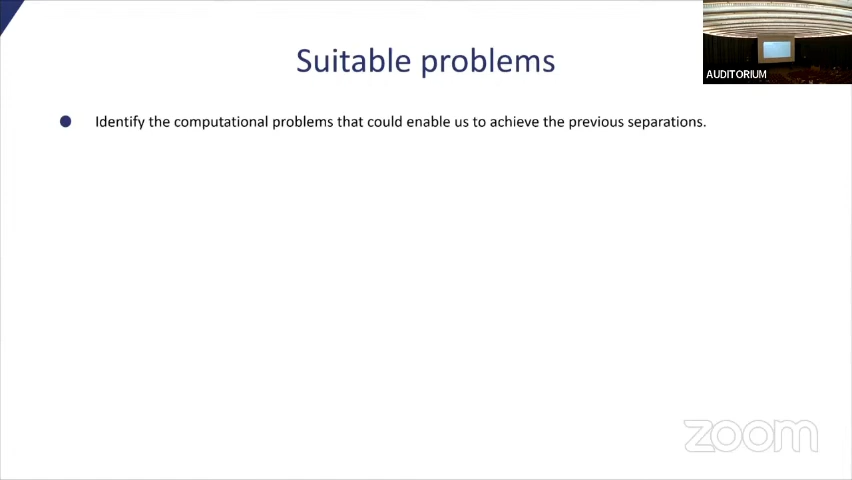 Suitable problems
AUDITORIUM
Identify the computational problems that could enable us to achieve the previous separations.
zoom